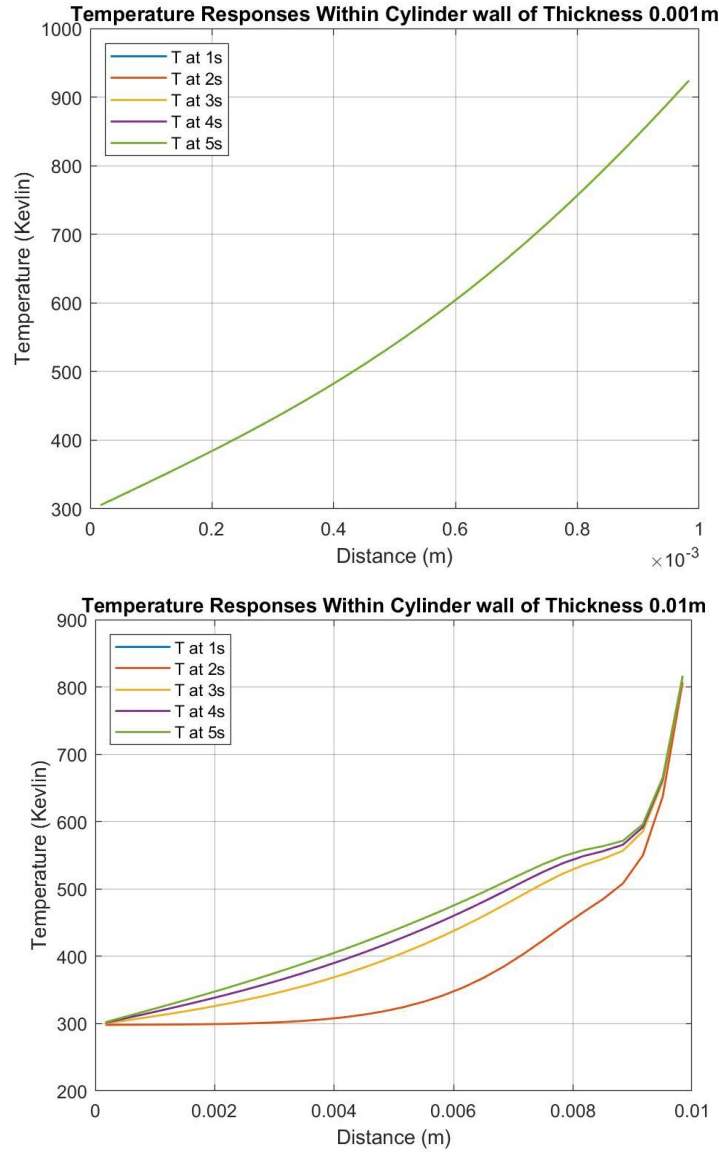 Temperature Responses Within Cylinder wall of Thickness 0.001m
1000
900
800
700
600
500
400
300
Temperature (Kevlin)
T at 1s
T at 2s
T at 3s
T at 4s
T at 5s
0 0.2 0.4 0.6 0.8 1
Distance (m)
×10-3
Temperature Responses Within Cylinder wall of Thickness 0.01m
900
800
700
600
500
400
300
200
Temperature (Kevlin)
T at 1s
T at 2s
T at 3s
T at 4s
T at 5s
0 0.002 0.004 0.006 0.008 0.01
Distance (m)